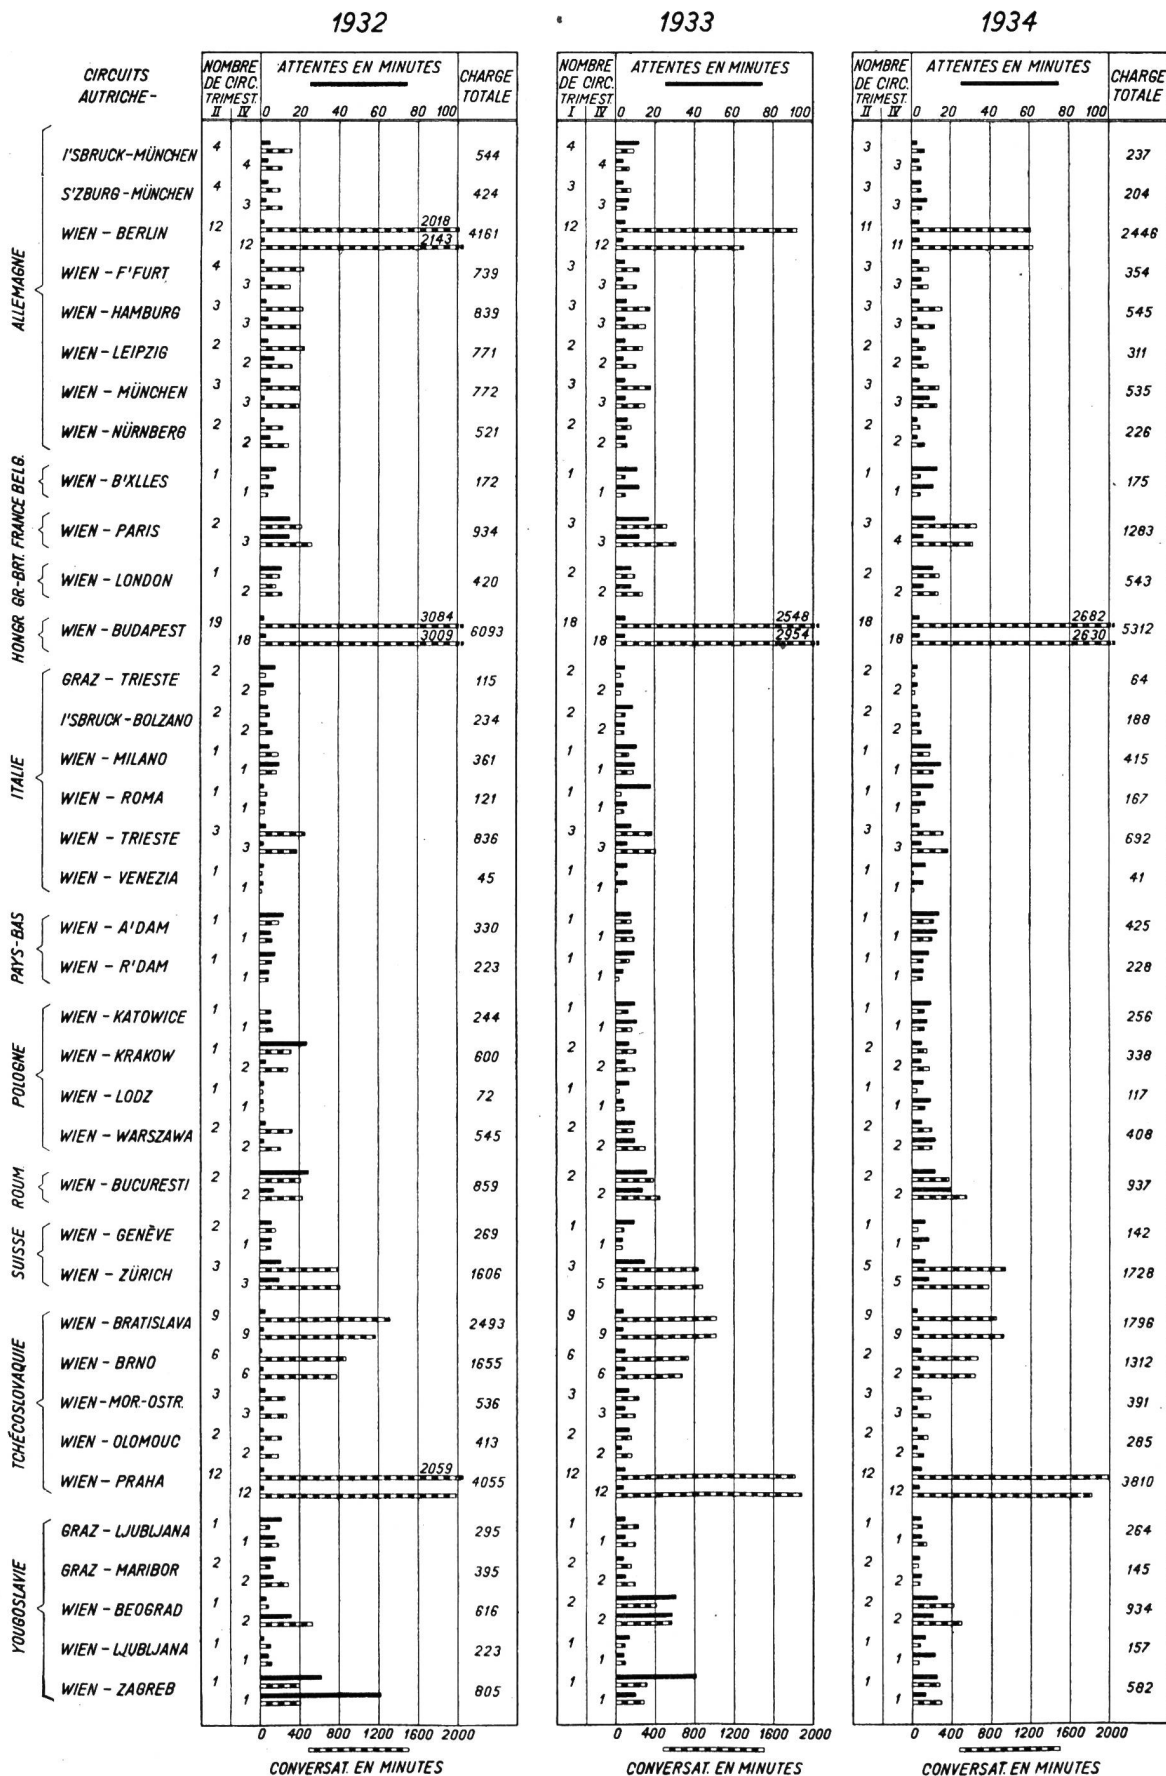 1932 1933 1934
CIRCUITS AUTRICHE-
NOMBRE DE CIRC. TRIMEST. II IV ATTENTES EN MINUTES 0 20 40 60 80 100 CHARGE TOTALE
NOMBRE DE CIRC. TRIMEST. I IV ATTENTES EN MINUTES 0 20 40 60 80 100
NOMBRE DE CIRC. TRIMEST. II IV ATTENTES EN MINUTES 0 20 40 60 80 100 CHARGE TOTALE
ALLEMAGNE
I'SBRUCK-MÜNCHEN 4 4 544 4 4 3 3 237
S'ZBURG-MÜNCHEN 4 3 424 3 3 3 3 204
WIEN - BERLIN 12 12 2018 2143 4161 12 12 11 11 2446
WIEN - F'FURT 4 3 739 3 3 3 3 354
WIEN - HAMBURG 3 3 839 3 3 3 3 545
WIEN - LEIPZIG 2 2 771 2 2 2 2 311
WIEN - MÜNCHEN 3 3 772 3 3 3 3 535
WIEN - NÜRNBERG 2 2 521 2 2 2 2 226
BELG.
WIEN - B'XLLES 1 1 172 1 1 1 1 175
FRANCE
WIEN - PARIS 2 3 934 3 3 3 4 1283
GR-BRT.
WIEN - LONDON 1 2 420 2 2 2 2 543
HONGR
WIEN - BUDAPEST 19 18 3084 3009 6093 18 18 2548 2954 18 18 2682 2630 5312
ITALIE
GRAZ - TRIESTE 2 2 115 2 2 2 2 64
I'SBRUCK-BOLZANO 2 2 234 2 2 2 2 188
WIEN - MILANO 1 1 361 1 1 1 1 415
WIEN - ROMA 1 1 121 1 1 1 1 167
WIEN - TRIESTE 3 3 836 3 3 3 3 692
WIEN - VENEZIA 1 1 45 1 1 1 1 41
PAYS-BAS
WIEN - A'DAM 1 1 330 1 1 1 1 425
WIEN - R'DAM 1 1 223 1 1 1 1 228
POLOGNE
WIEN - KATOWICE 1 1 244 1 1 1 1 256
WIEN - KRAKOW 1 2 600 2 2 2 2 338
WIEN - LODZ 1 1 72 1 1 1 1 117
WIEN - WARSZAWA 2 2 545 2 2 2 2 408
ROUM.
WIEN - BUCURESTI 2 2 859 2 2 2 2 937
SUISSE
WIEN - GENÈVE 2 1 269 1 1 1 1 142
WIEN - ZÜRICH 3 3 1606 3 5 5 5 1728
TCHÉCOSLOVAQUIE
WIEN - BRATISLAVA 9 9 2493 9 9 9 9 1796
WIEN - BRNO 6 6 1655 6 6 2 2 1312
WIEN - MOR-OSTR. 3 3 536 3 3 3 3 391
WIEN - OLOMOUC 2 2 413 2 2 2 2 285
WIEN - PRAHA 12 12 2059 4055 12 12 12 12 3810
YOUGOSLAVIE
GRAZ - LJUBLJANA 1 1 295 1 1 1 1 264
GRAZ - MARIBOR 2 2 395 2 2 2 2 145
WIEN - BEOGRAD 1 2 616 2 2 2 2 934
WIEN - LJUBLJANA 1 1 223 1 1 1 1 157
WIEN - ZAGREB 1 1 805 1 1 1 1 582
0 400 1200 2000 0 400 1200 2000 0 400 1200 1600 2000
CONVERSAT. EN MINUTES CONVERSAT. EN MINUTES CONVERSAT. EN MINUTES